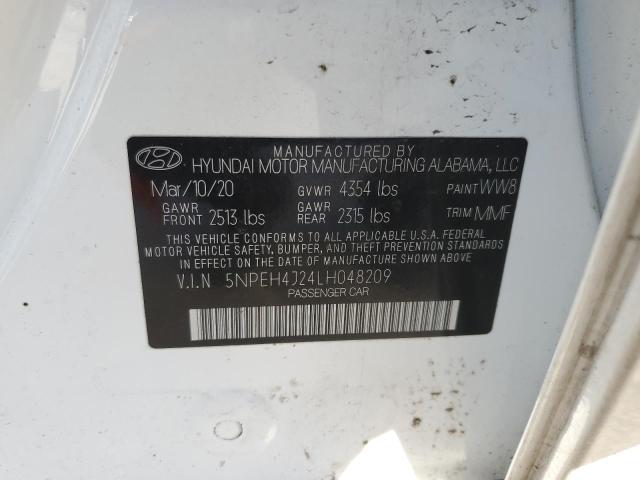 MANUFACTURED BY
HYUNDAI MOTOR MANUFACTURING ALABAMA, LLC
Mar/10/20 GVWR 4354 lbs PAINT WW8
GAWR FRONT 2513 lbs GAWR REAR 2315 lbs TRIM MMF
THIS VEHICLE CONFORMS TO APPLICABLE U.S.A. FEDERAL
MOTOR VEHICLE SAFETY, BUMPER, AND THEFT PREVENTION STANDARDS
IN EFFECT ON THE DATE OF MANUFACTURE SHOWN ABOVE.
V.I.N 5NPEH4J24LH048209
PASSENGER CAR